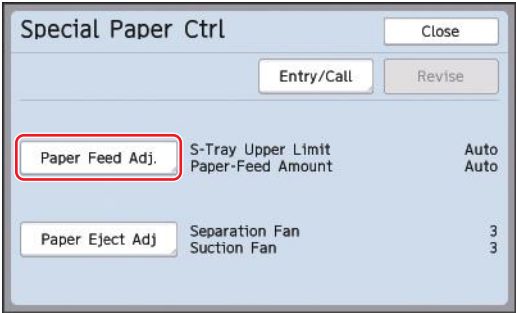 Special Paper Ctrl Close
Entry/Call Revise
Paper Feed Adj. S-Tray Upper Limit Auto
Paper-Feed Amount Auto
Paper Eject Adj Separation Fan 3
Suction Fan 3